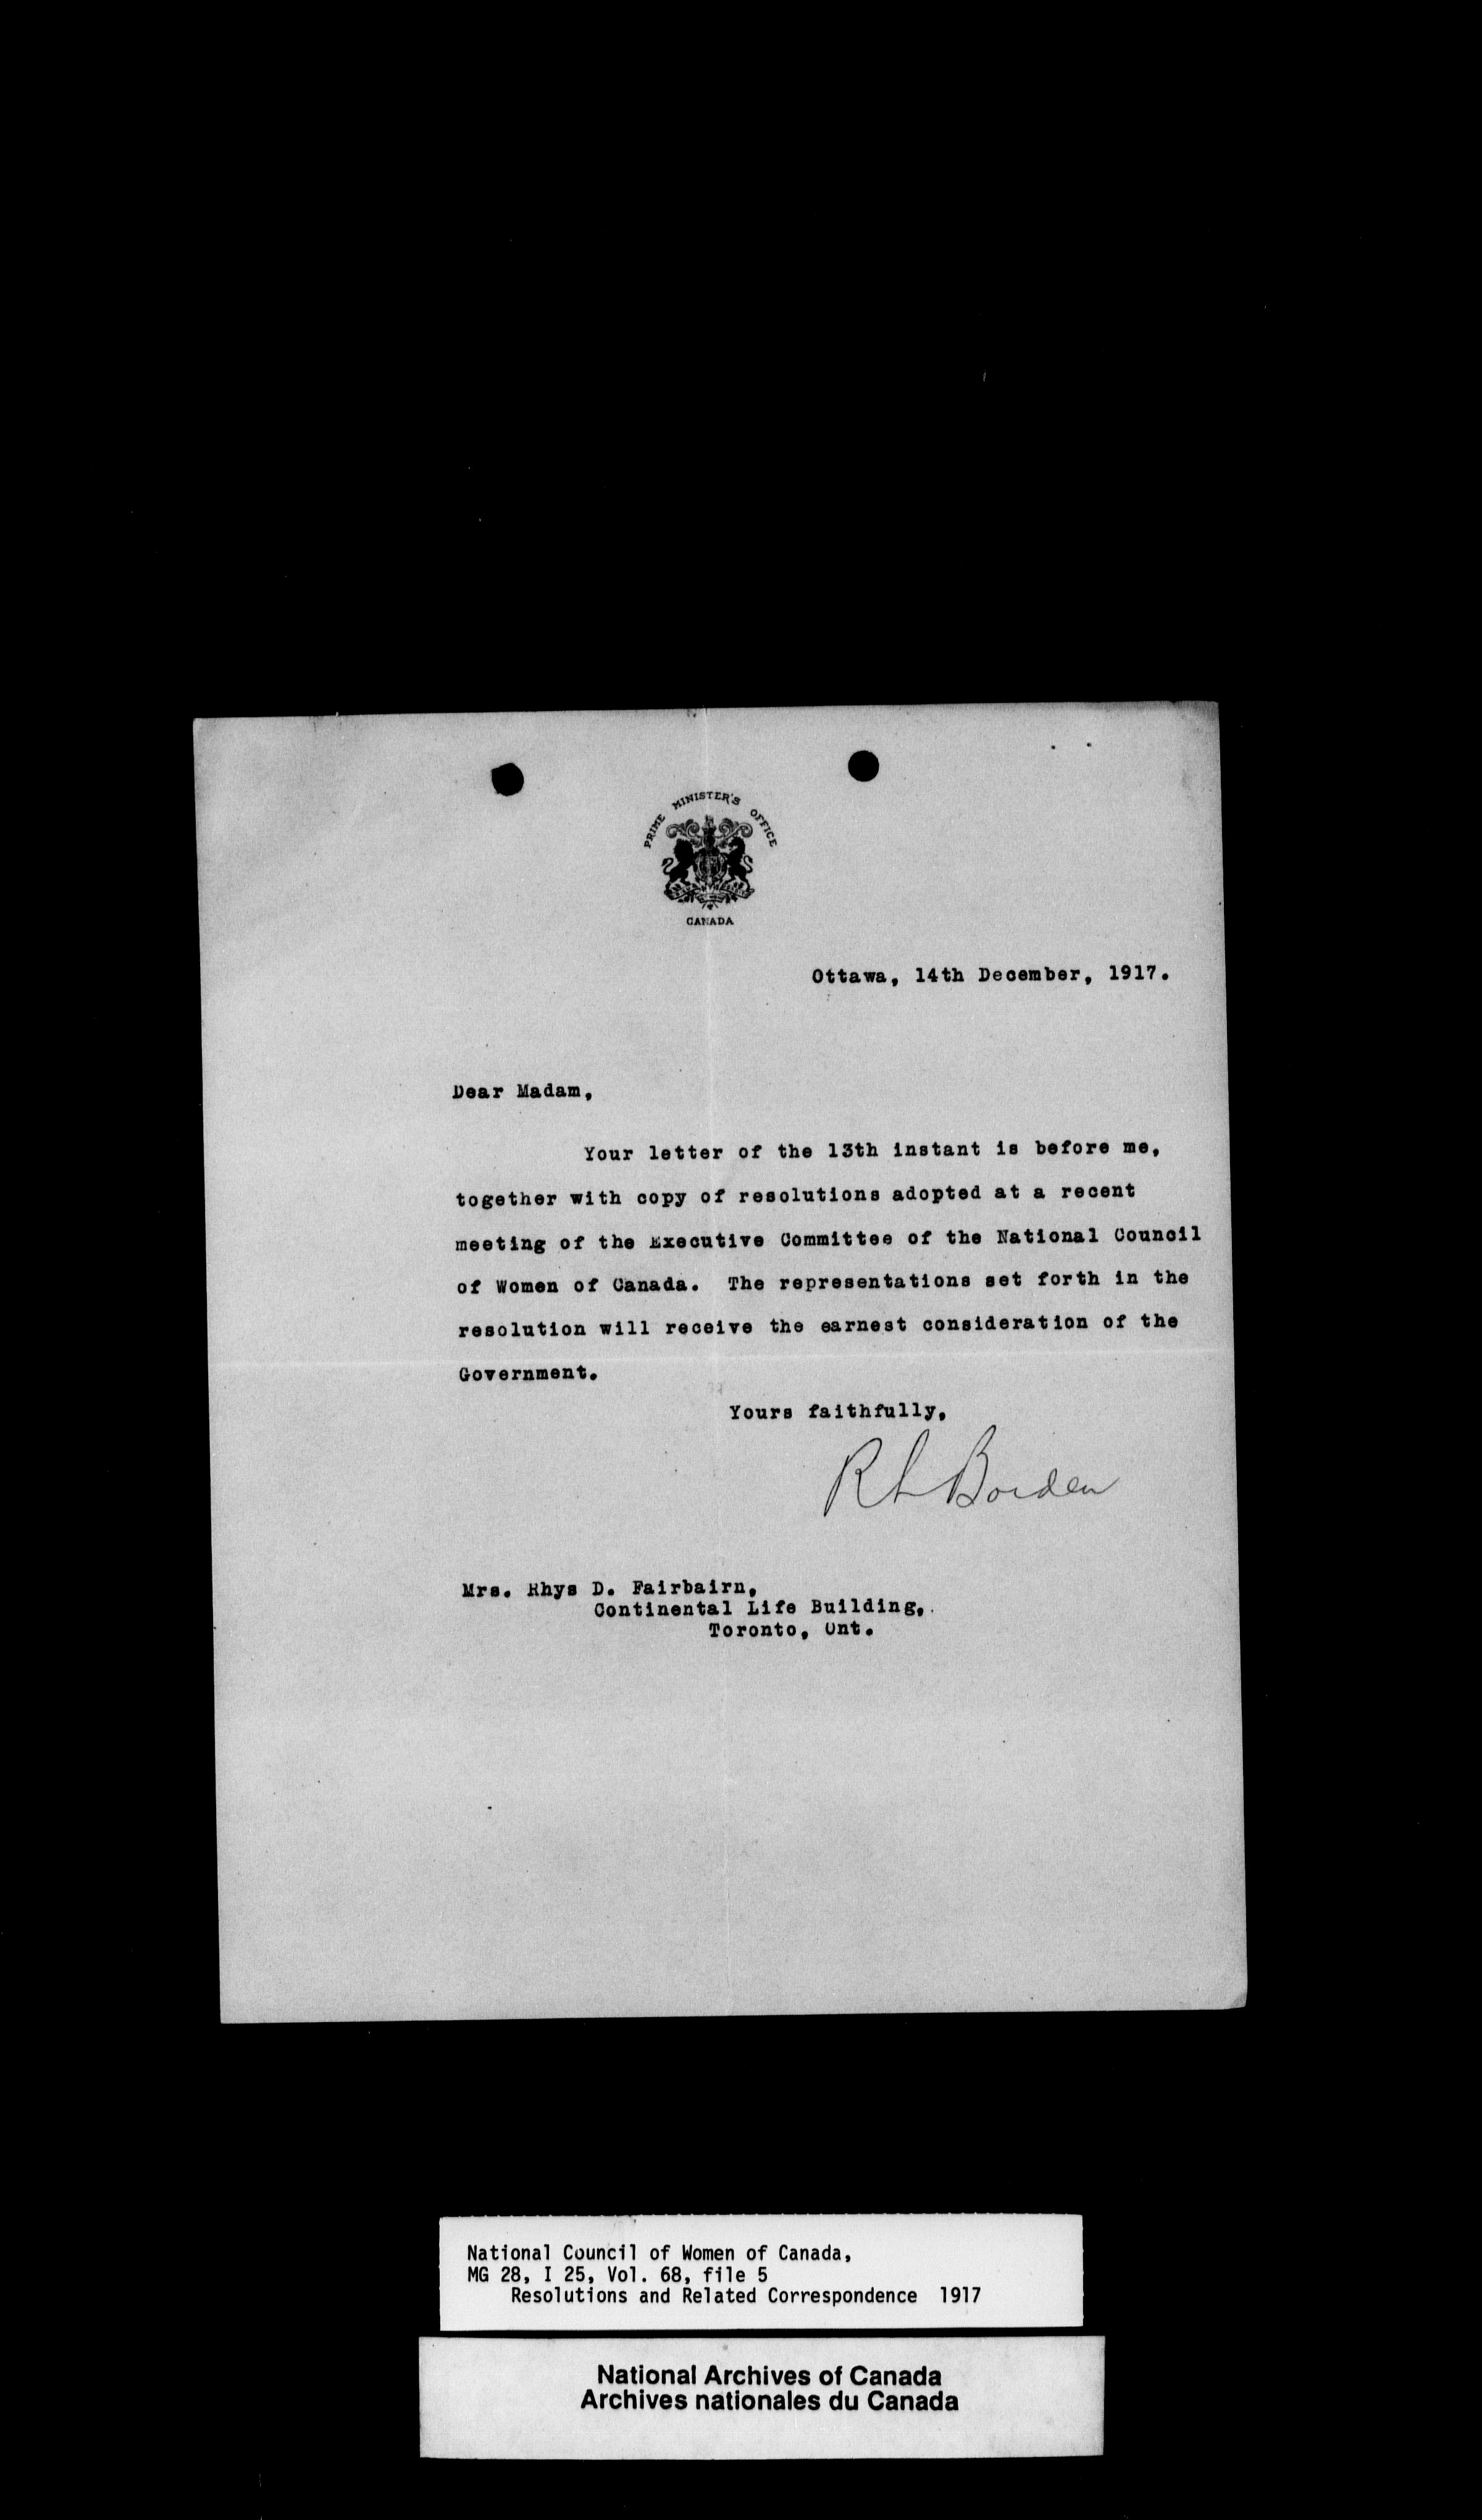 PRIME MINISTER'S OFFICE
CANADA
Ottawa, 14th December, 1917.
Dear Madam,
Your letter of the 13th instant is before me,
together with copy of resolutions adopted at a recent
meeting of the Executive Committee of the National Council
of Women of Canada. The representations set forth in the
resolution will receive the earnest consideration of the
Government.
Yours faithfully,
R L Borden
Mrs. Rhys D. Fairbairn,
Continental Life Building,
Toronto, Ont.
National Council of Women of Canada,
MG 28, I 25, Vol. 68, file 5
Resolutions and Related Correspondence 1917
National Archives of Canada
Archives nationales du Canada